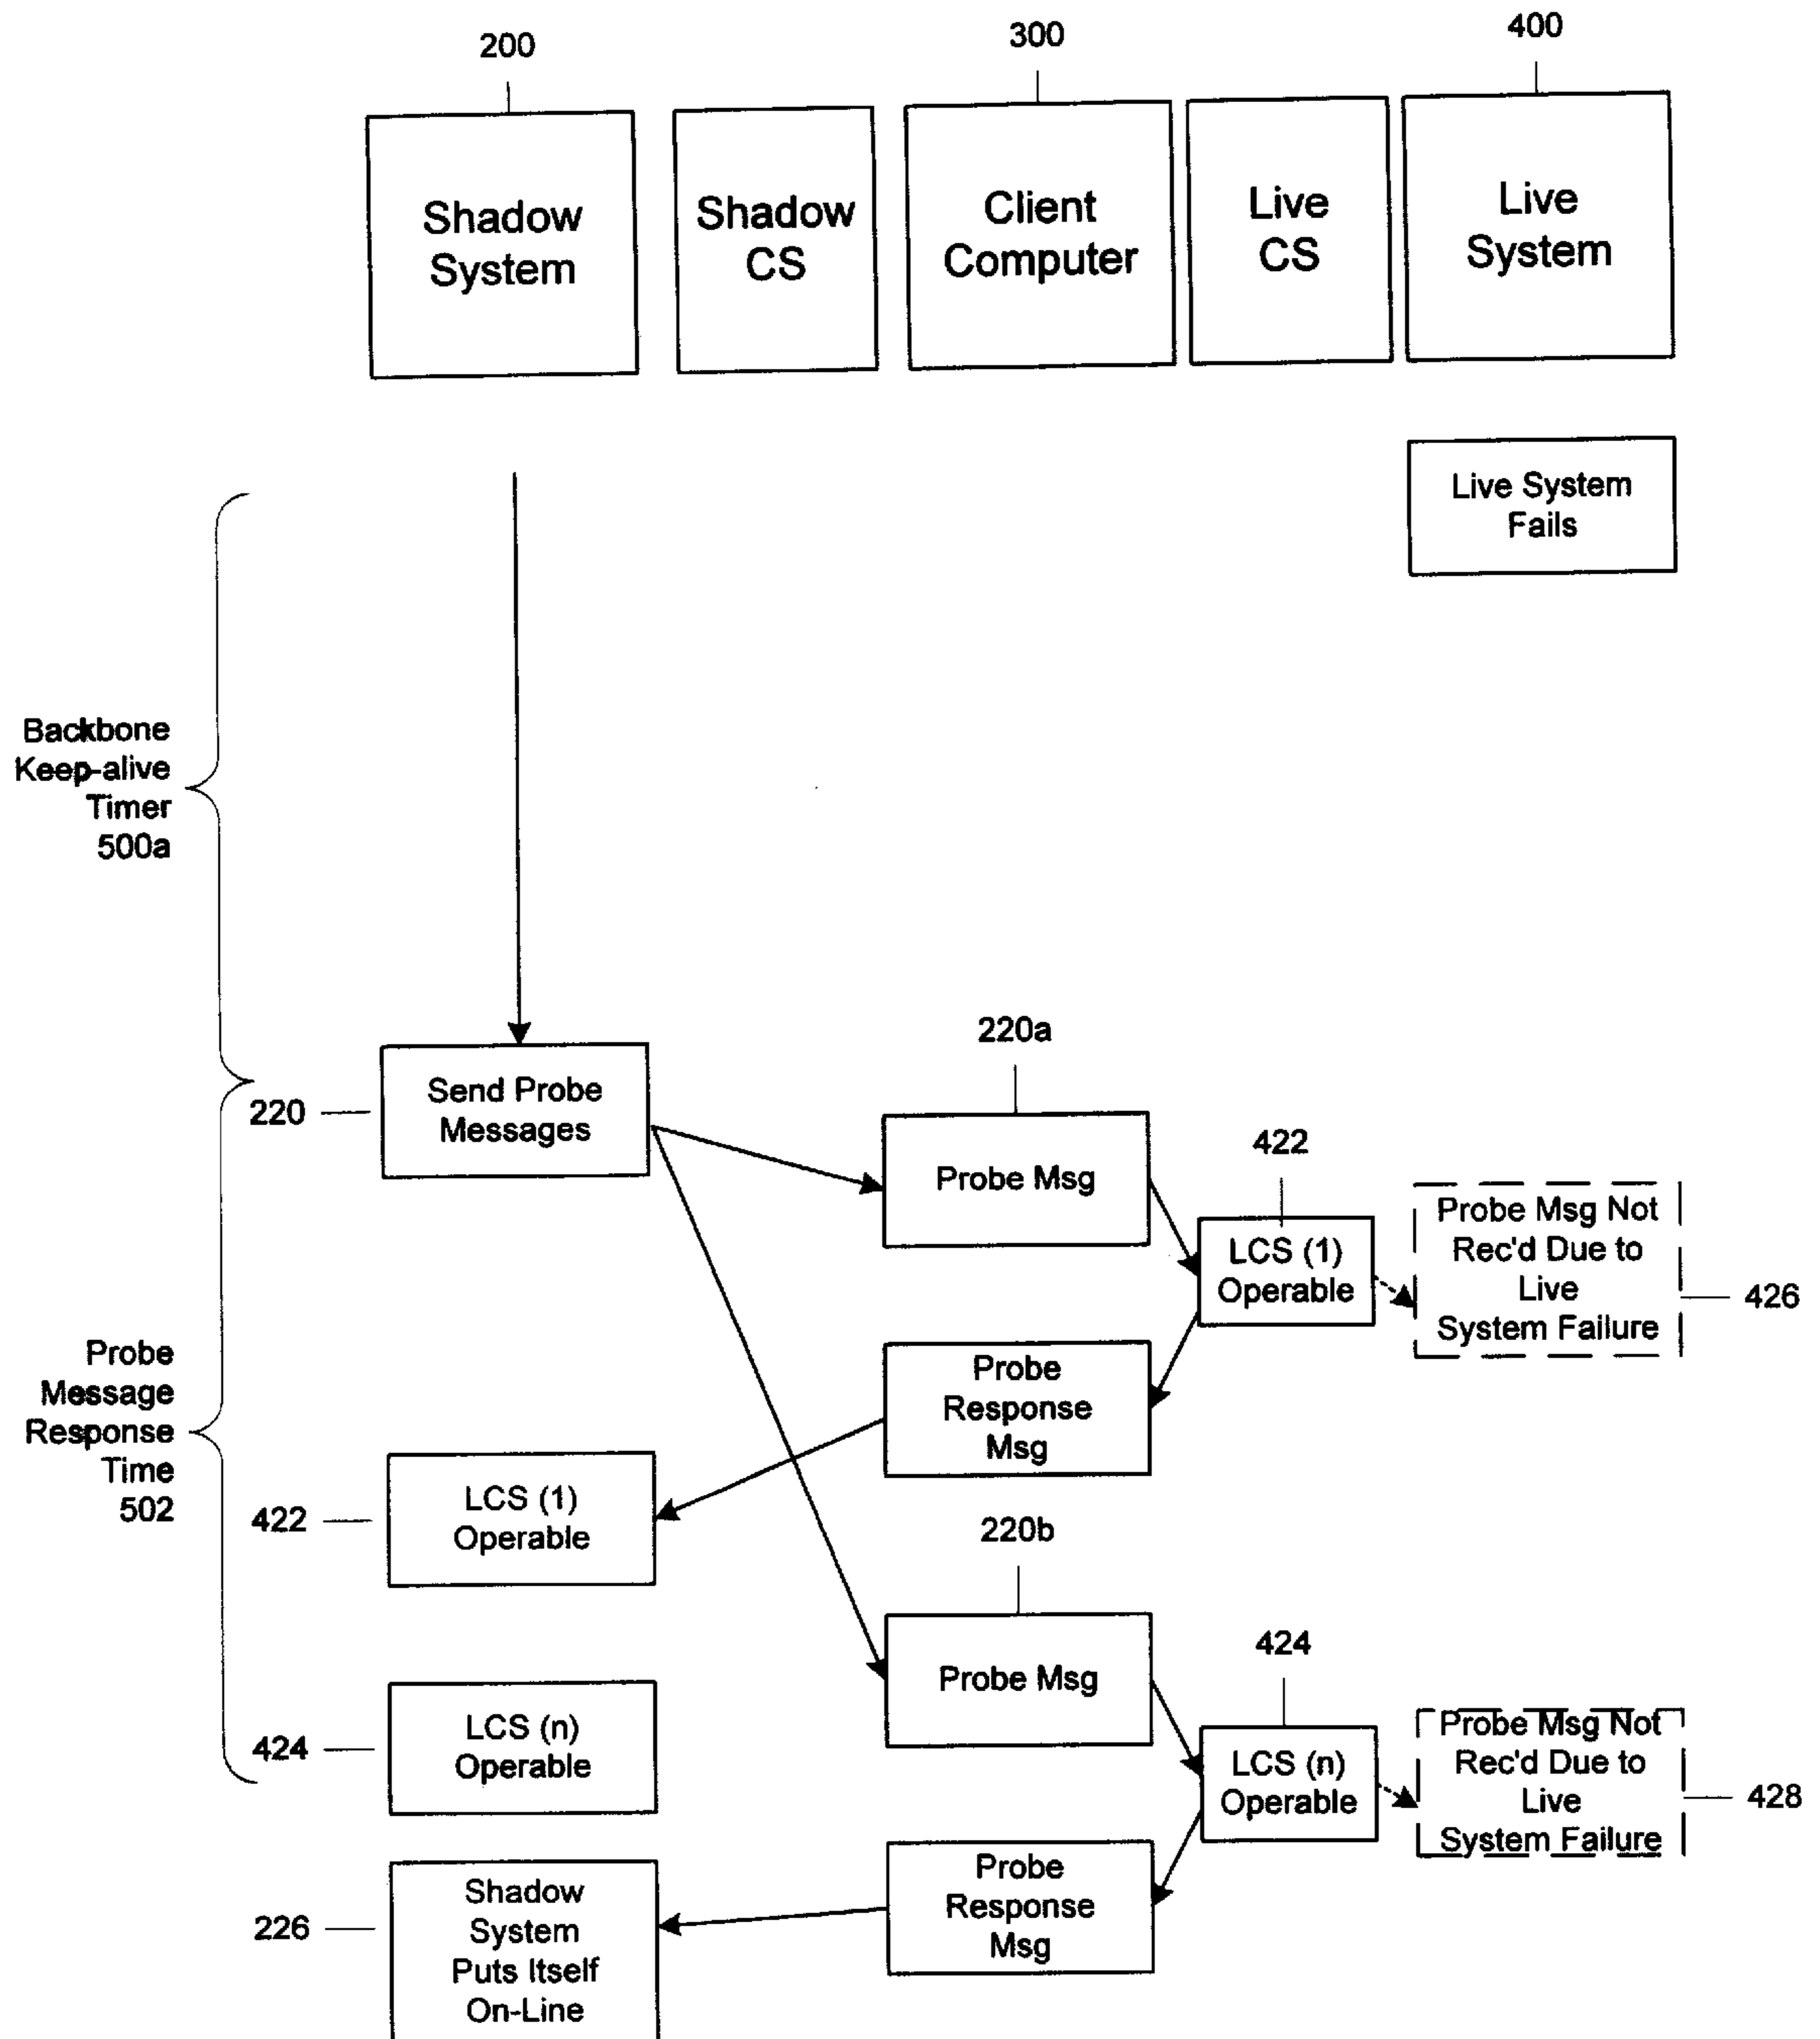 200
300
400
Shadow
System
Shadow
CS
Client
Computer
Live
CS
Live
System
Live System
Fails
Backbone
Keep-alive
Timer
500a
220
Send Probe
Messages
220a
Probe Msg
422
LCS (1)
Operable
Probe Msg Not
Rec'd Due to
Live
System Failure
426
Probe
Message
Response
Time
502
Probe
Response
Msg
422
LCS (1)
Operable
220b
Probe Msg
424
LCS (n)
Operable
Probe Msg Not
Rec'd Due to
Live
System Failure
428
424
LCS (n)
Operable
Probe
Response
Msg
226
Shadow
System
Puts Itself
On-Line